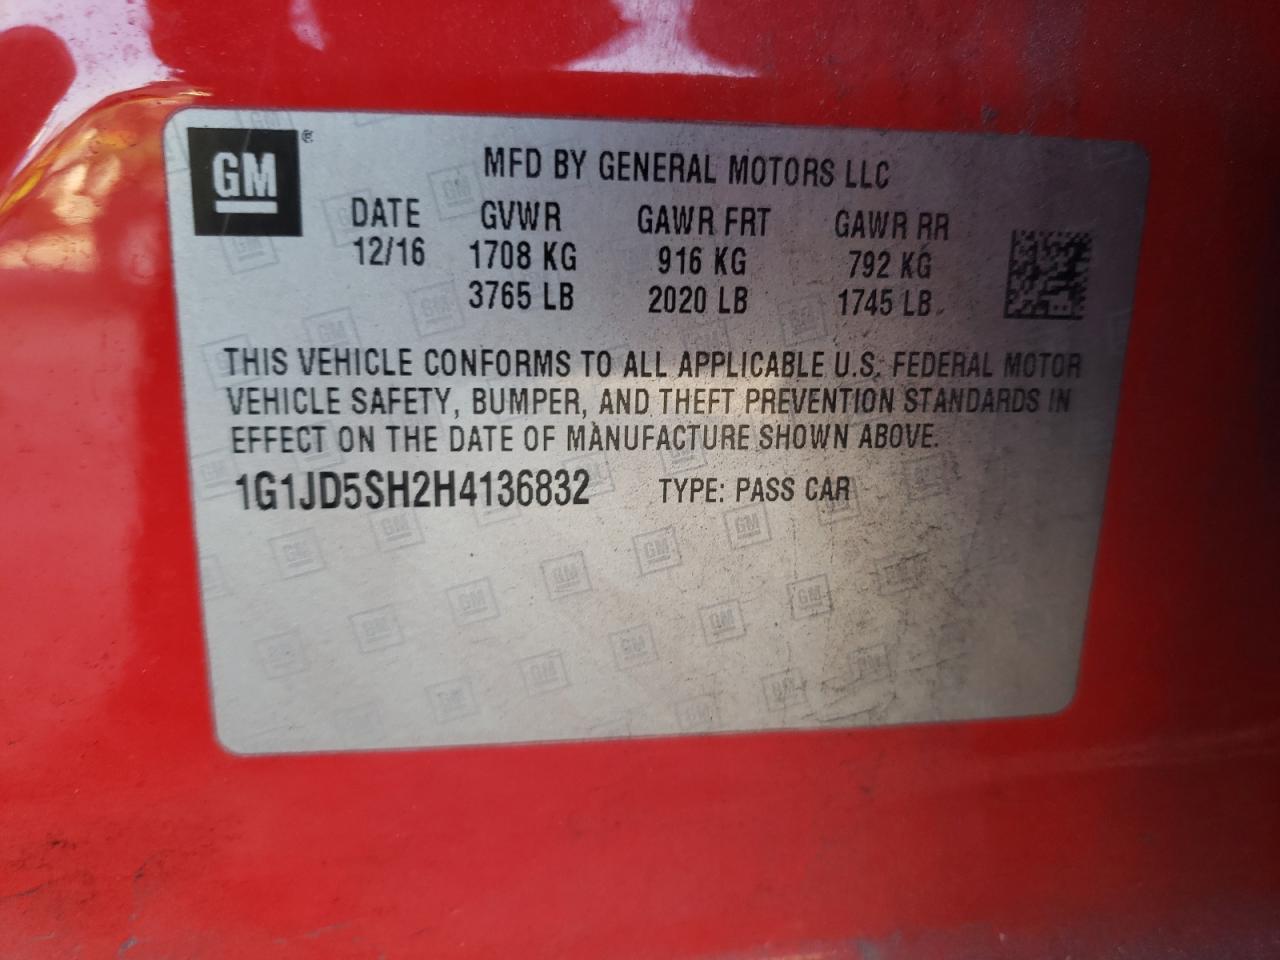 GM ®
MFD BY GENERAL MOTORS LLC
DATE GVWR GAWR FRT GAWR RR
12/16 1708 KG 916 KG 792 KG
3765 LB 2020 LB 1745 LB
THIS VEHICLE CONFORMS TO ALL APPLICABLE U.S. FEDERAL MOTOR
VEHICLE SAFETY, BUMPER, AND THEFT PREVENTION STANDARDS IN
EFFECT ON THE DATE OF MANUFACTURE SHOWN ABOVE.
1G1JD5SH2H4136832 TYPE: PASS CAR